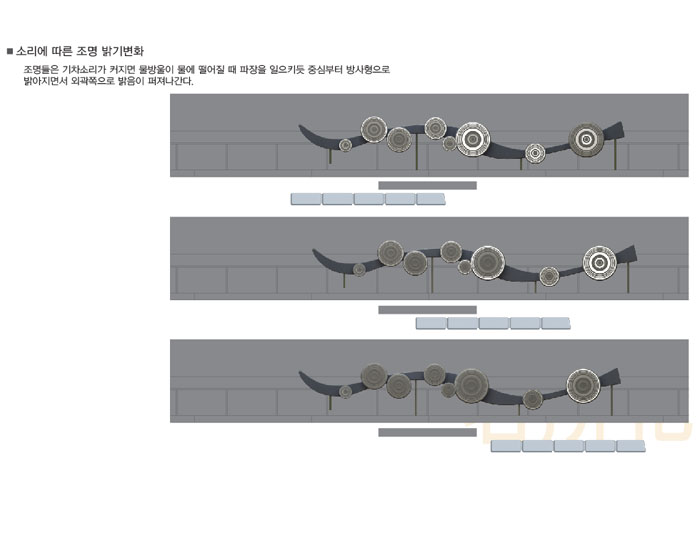 ■ 소리에 따른 조명 밝기변화
조명들은 기차소리가 커지면 물방울이 물에 떨어질 때 파장을 일으키듯 중심부터 방사형으로
밝아지면서 외곽쪽으로 밝음이 퍼져나간다.